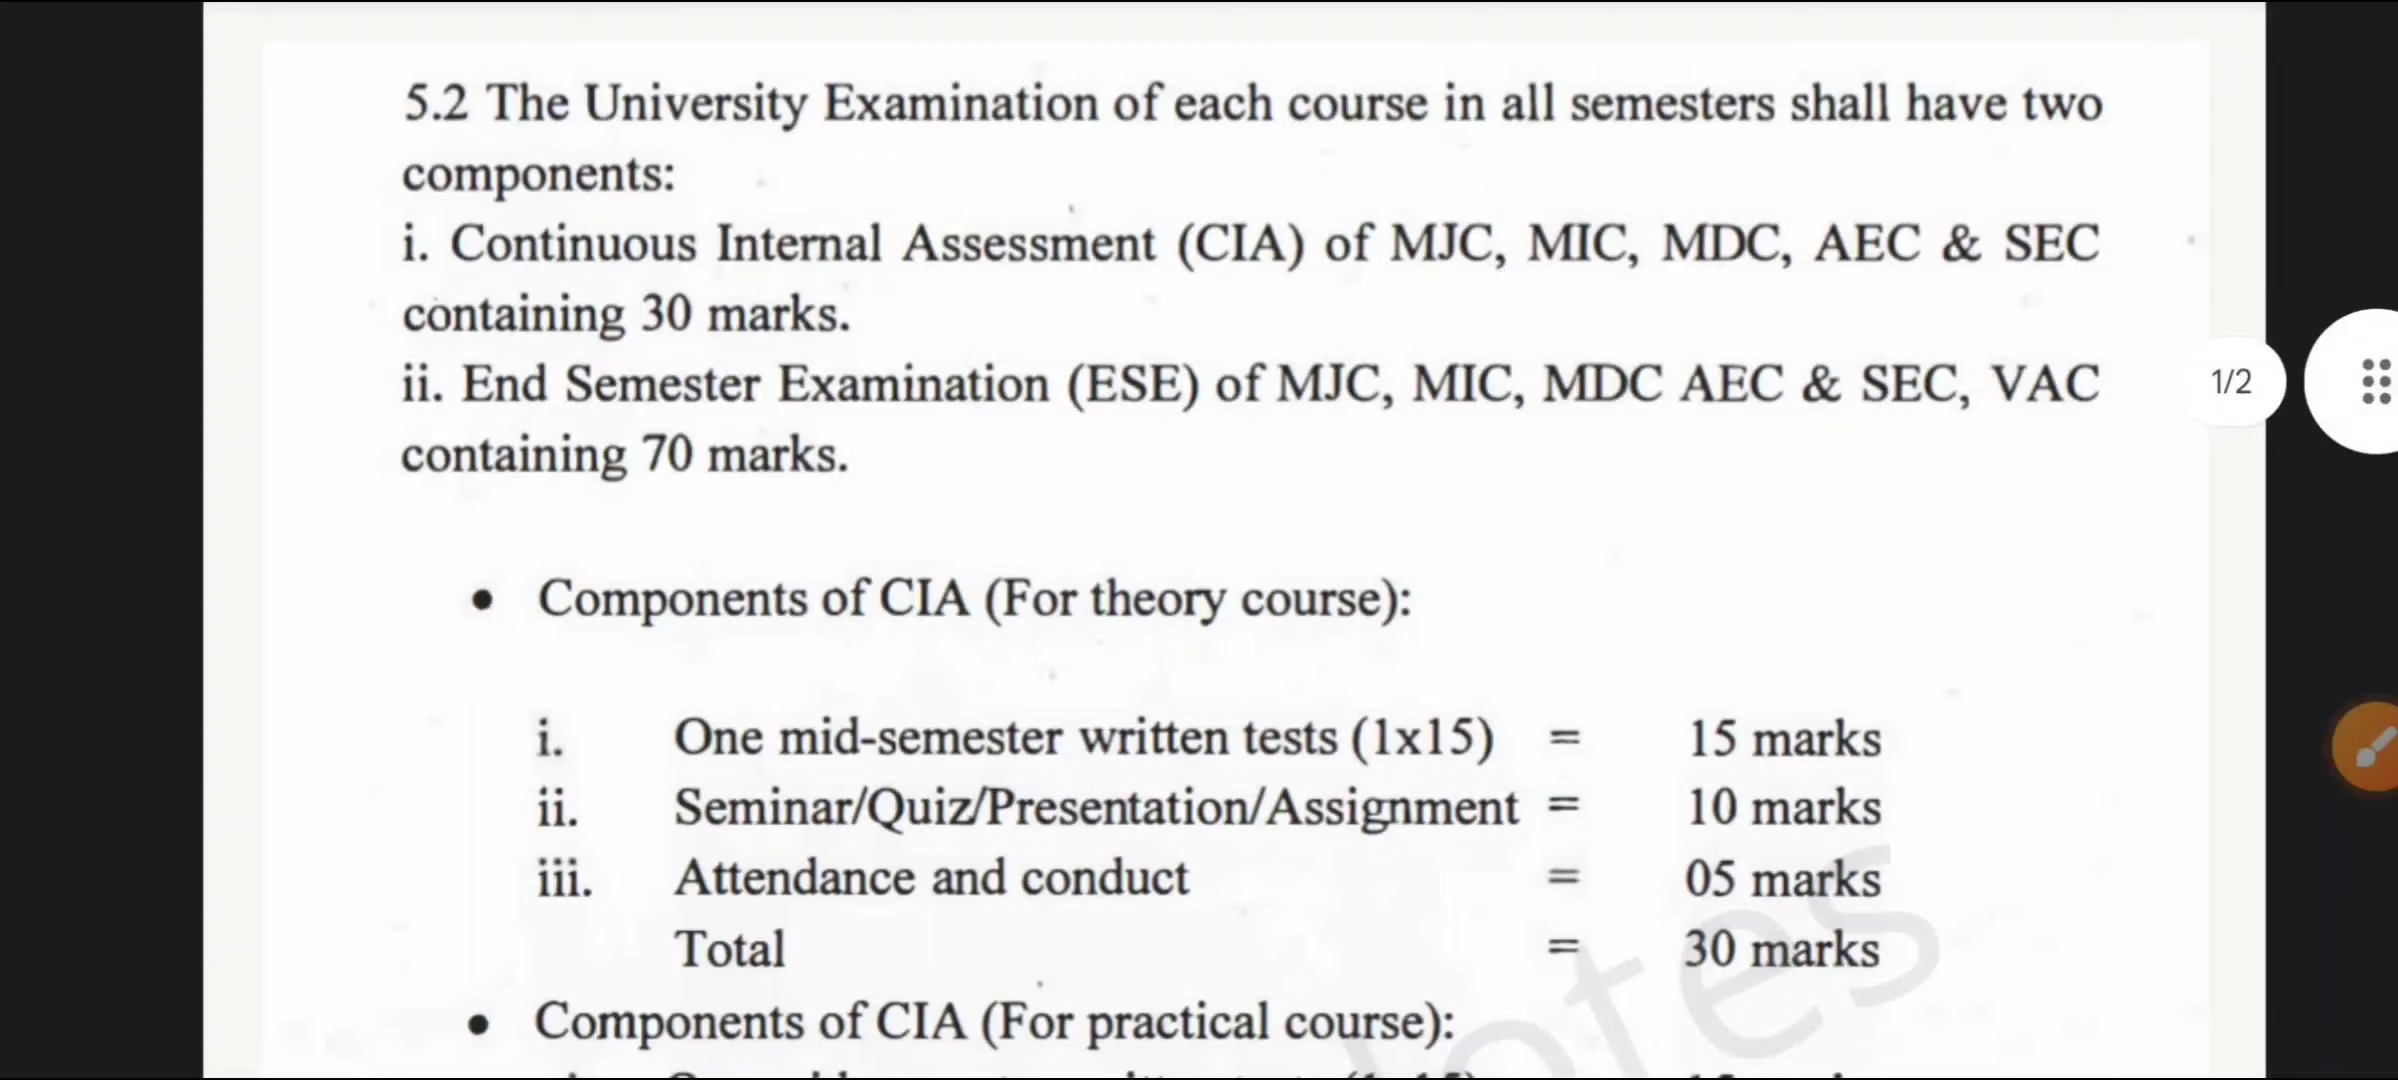 5.2 The University Examination of each course in all semesters shall have two
components:
i. Continuous Internal Assessment (CIA) of MJC, MIC, MDC, AEC & SEC
containing 30 marks.
ii. End Semester Examination (ESE) of MJC, MIC, MDC AEC & SEC, VAC
containing 70 marks.
1/2
• Components of CIA (For theory course):
i. One mid-semester written tests (1x15) = 15 marks
ii. Seminar/Quiz/Presentation/Assignment = 10 marks
iii. Attendance and conduct = 05 marks
Total = 30 marks
• Components of CIA (For practical course):